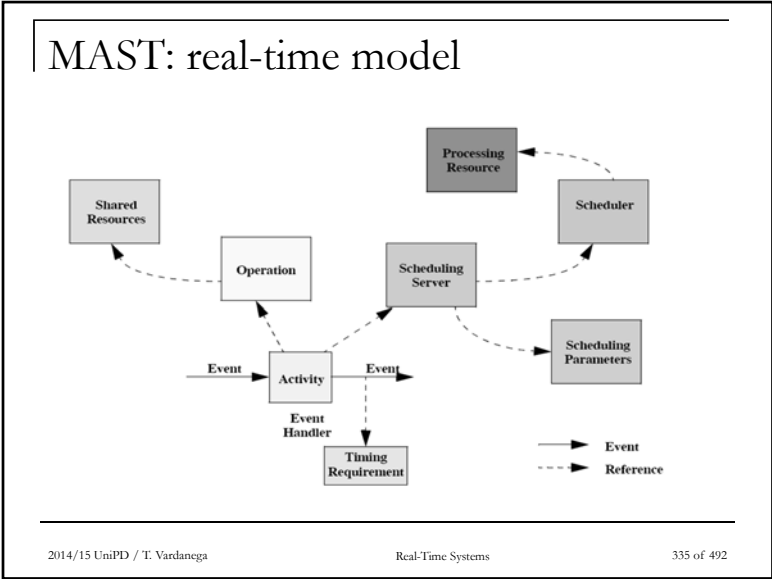 MAST: real-time model
Processing
Resource
Shared
Resources
Scheduler
Operation
Scheduling
Server
Scheduling
Parameters
Event
Activity
Event
Event
Handler
Timing
Requirement
Event
Reference
2014/15 UniPD / T. Vardanega
Real-Time Systems
335 of 492